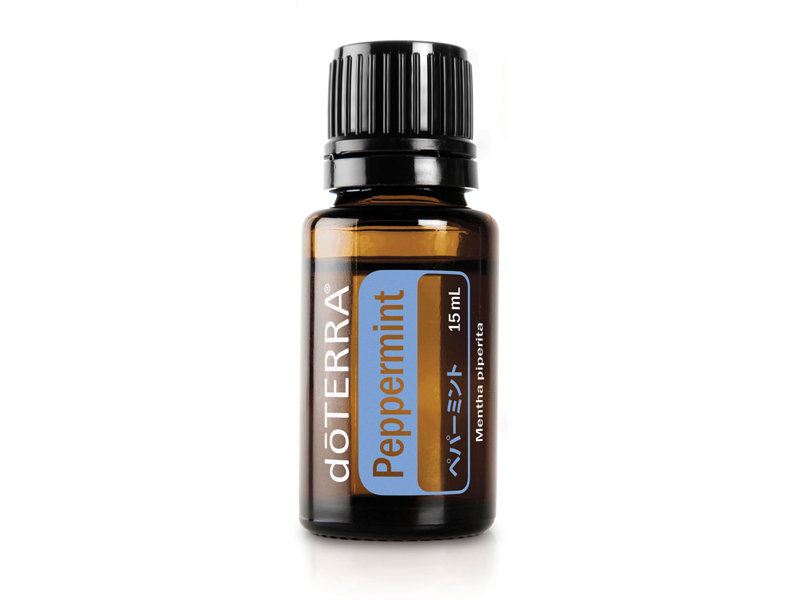 dōTERRA®
Peppermint
ペパーミント 15 mL
Mentha piperita